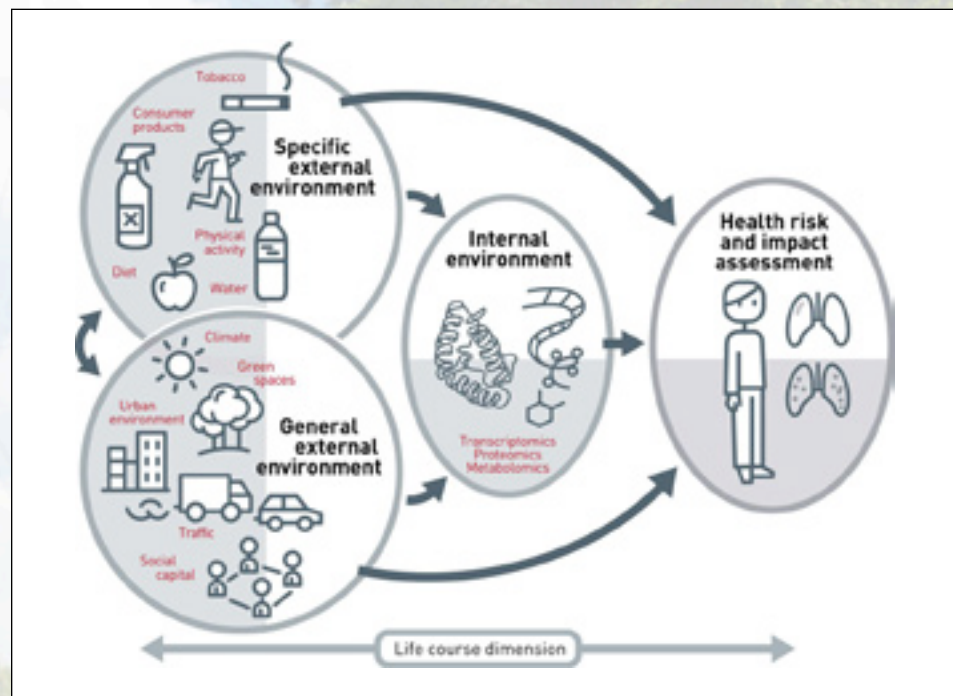 Tobacco
Consumer
products
Specific
external
environment
Physical
activity
Diet
Water
Climate
Green
spaces
Urban
environment
General
external
environment
Traffic
Social
capital
Internal
environment
Transcriptomics
Proteomics
Metabolomics
Health risk
and impact
assessment
Life course dimension